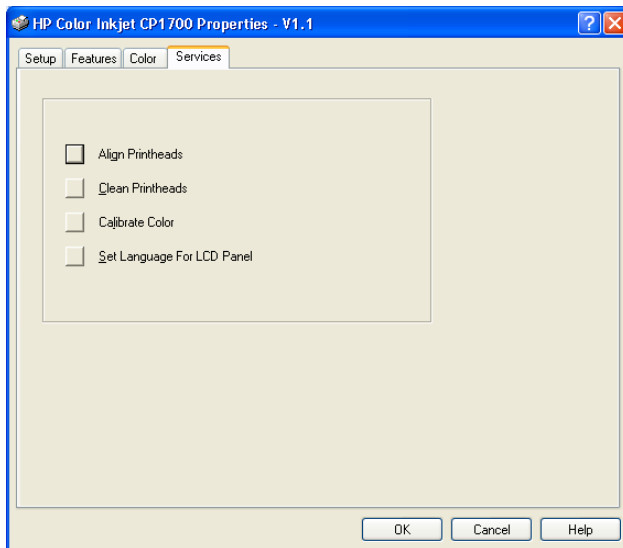 HP Color Inkjet CP1700 Properties - V1.1
Setup Features Color Services
Align Printheads
Clean Printheads
Calibrate Color
Set Language For LCD Panel
OK Cancel Help